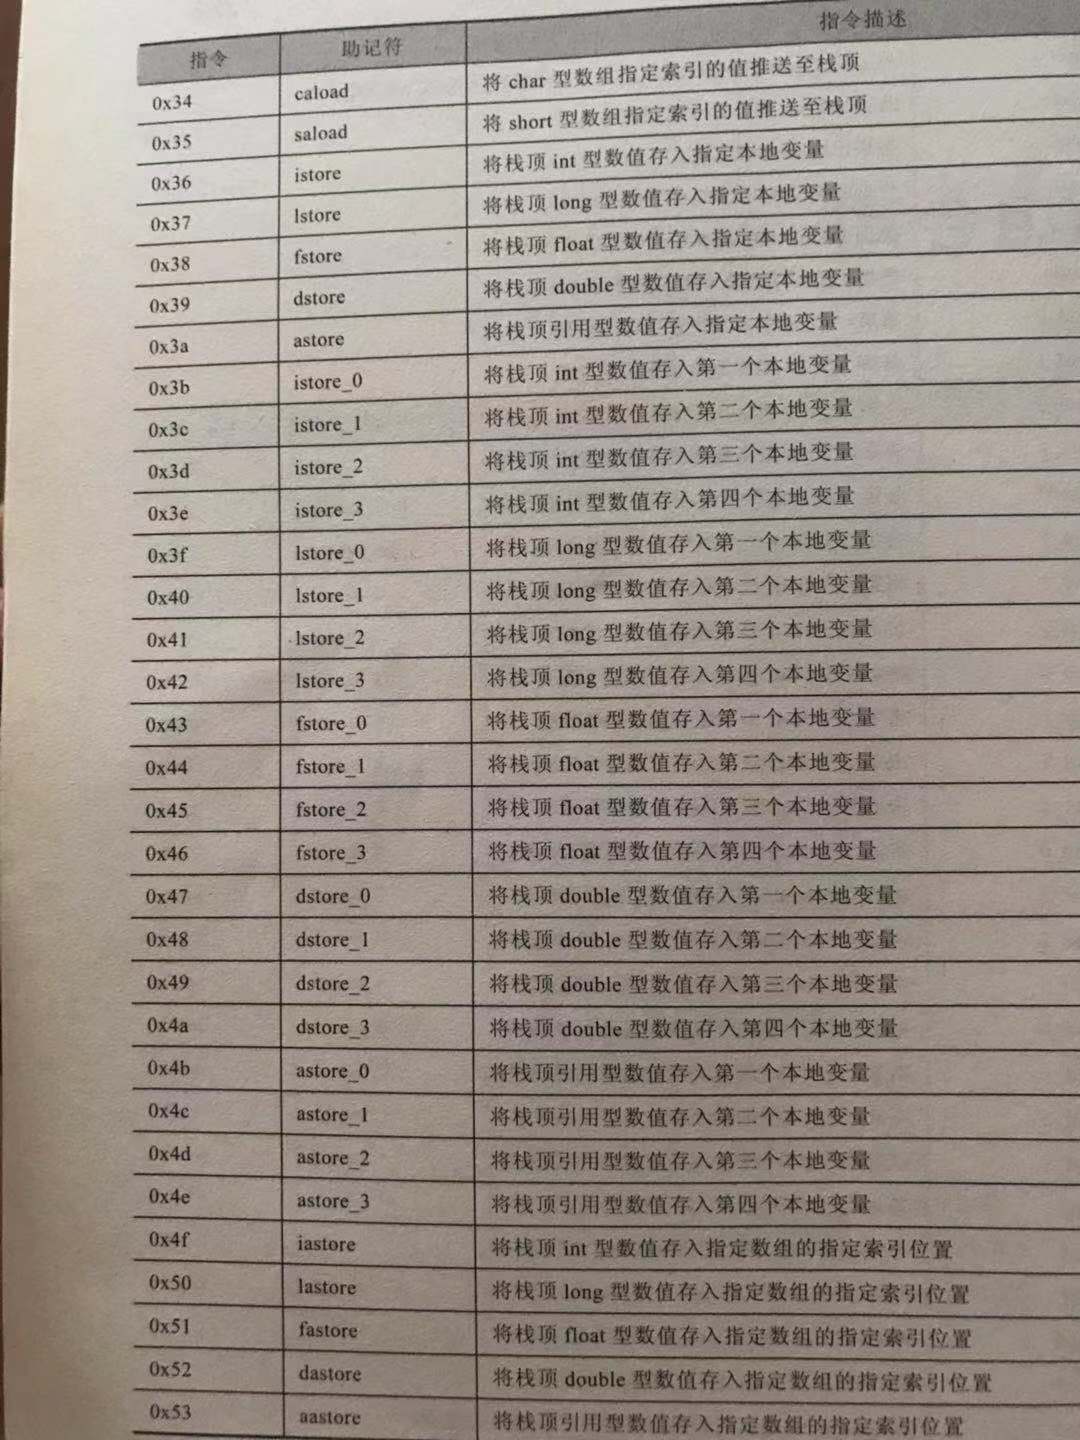 指令 助记符 指令描述
0x34 caload 将 char 型数组指定索引的值推送至栈顶
0x35 saload 将 short 型数组指定索引的值推送至栈顶
0x36 istore 将栈顶 int 型数值存入指定本地变量
0x37 lstore 将栈顶 long 型数值存入指定本地变量
0x38 fstore 将栈顶 float 型数值存入指定本地变量
0x39 dstore 将栈顶 double 型数值存入指定本地变量
0x3a astore 将栈顶引用型数值存入指定本地变量
0x3b istore_0 将栈顶 int 型数值存入第一个本地变量
0x3c istore_1 将栈顶 int 型数值存入第二个本地变量
0x3d istore_2 将栈顶 int 型数值存入第三个本地变量
0x3e istore_3 将栈顶 int 型数值存入第四个本地变量
0x3f lstore_0 将栈顶 long 型数值存入第一个本地变量
0x40 lstore_1 将栈顶 long 型数值存入第二个本地变量
0x41 lstore_2 将栈顶 long 型数值存入第三个本地变量
0x42 lstore_3 将栈顶 long 型数值存入第四个本地变量
0x43 fstore_0 将栈顶 float 型数值存入第一个本地变量
0x44 fstore_1 将栈顶 float 型数值存入第二个本地变量
0x45 fstore_2 将栈顶 float 型数值存入第三个本地变量
0x46 fstore_3 将栈顶 float 型数值存入第四个本地变量
0x47 dstore_0 将栈顶 double 型数值存入第一个本地变量
0x48 dstore_1 将栈顶 double 型数值存入第二个本地变量
0x49 dstore_2 将栈顶 double 型数值存入第三个本地变量
0x4a dstore_3 将栈顶 double 型数值存入第四个本地变量
0x4b astore_0 将栈顶引用型数值存入第一个本地变量
0x4c astore_1 将栈顶引用型数值存入第二个本地变量
0x4d astore_2 将栈顶引用型数值存入第三个本地变量
0x4e astore_3 将栈顶引用型数值存入第四个本地变量
0x4f iastore 将栈顶 int 型数值存入指定数组的指定索引位置
0x50 lastore 将栈顶 long 型数值存入指定数组的指定索引位置
0x51 fastore 将栈顶 float 型数值存入指定数组的指定索引位置
0x52 dastore 将栈顶 double 型数值存入指定数组的指定索引位置
0x53 aastore 将栈顶引用型数值存入指定数组的指定索引位置